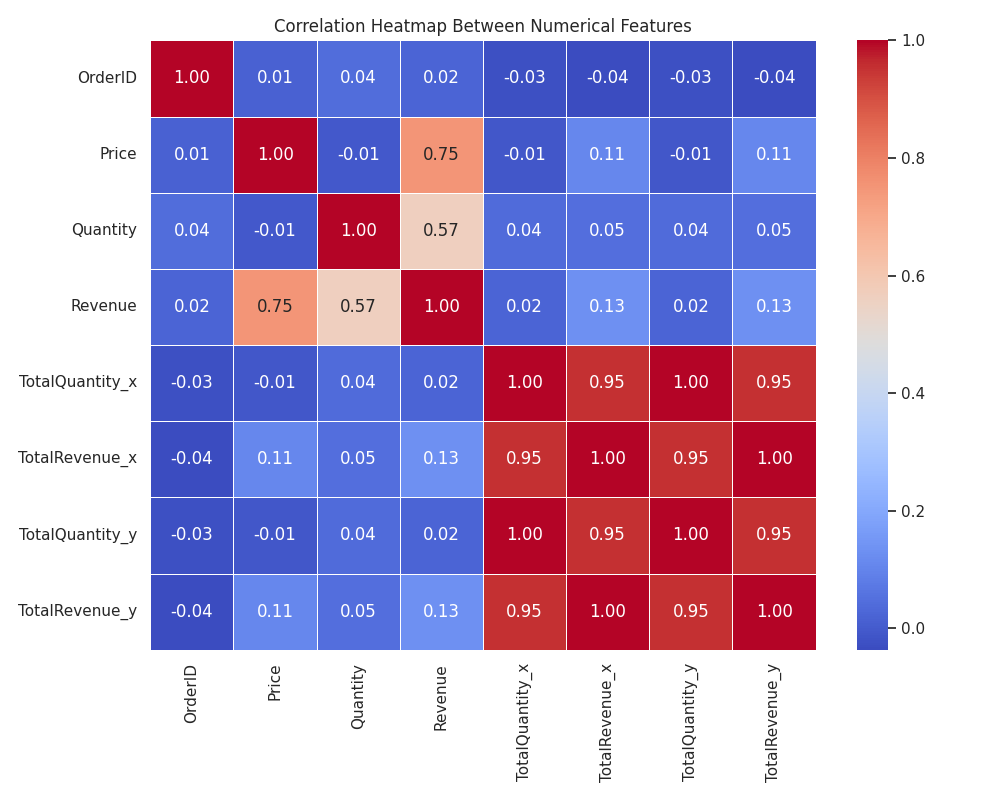 Correlation Heatmap Between Numerical Features
OrderID 1.00 0.01 0.04 0.02 -0.03 -0.04 -0.03 -0.04
Price 0.01 1.00 -0.01 0.75 -0.01 0.11 -0.01 0.11
Quantity 0.04 -0.01 1.00 0.57 0.04 0.05 0.04 0.05
Revenue 0.02 0.75 0.57 1.00 0.02 0.13 0.02 0.13
TotalQuantity_x -0.03 -0.01 0.04 0.02 1.00 0.95 1.00 0.95
TotalRevenue_x -0.04 0.11 0.05 0.13 0.95 1.00 0.95 1.00
TotalQuantity_y -0.03 -0.01 0.04 0.02 1.00 0.95 1.00 0.95
TotalRevenue_y -0.04 0.11 0.05 0.13 0.95 1.00 0.95 1.00
OrderID
Price
Quantity
Revenue
TotalQuantity_x
TotalRevenue_x
TotalQuantity_y
TotalRevenue_y
1.0
0.8
0.6
0.4
0.2
0.0